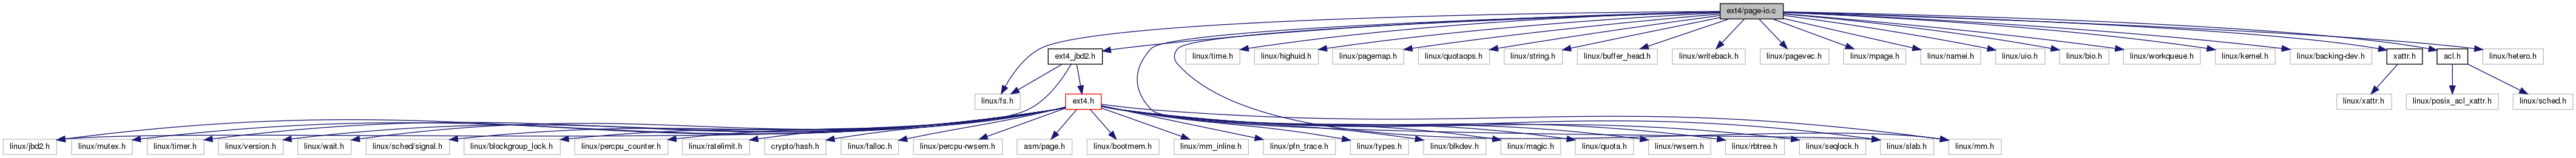 ext4/page-io.c
ext4_jbd2.h
linux/time.h
linux/highuid.h
linux/pagemap.h
linux/quotaops.h
linux/string.h
linux/buffer_head.h
linux/writeback.h
linux/pagevec.h
linux/mpage.h
linux/namei.h
linux/uio.h
linux/bio.h
linux/workqueue.h
linux/kernel.h
linux/backing-dev.h
xattr.h
acl.h
linux/hetero.h
linux/fs.h
ext4.h
linux/xattr.h
linux/posix_acl_xattr.h
linux/sched.h
linux/jbd2.h
linux/mutex.h
linux/timer.h
linux/version.h
linux/wait.h
linux/sched/signal.h
linux/blockgroup_lock.h
linux/percpu_counter.h
linux/ratelimit.h
crypto/hash.h
linux/falloc.h
linux/percpu-rwsem.h
asm/page.h
linux/bootmem.h
linux/mm_inline.h
linux/pfn_trace.h
linux/types.h
linux/blkdev.h
linux/magic.h
linux/quota.h
linux/rwsem.h
linux/rbtree.h
linux/seqlock.h
linux/slab.h
linux/mm.h